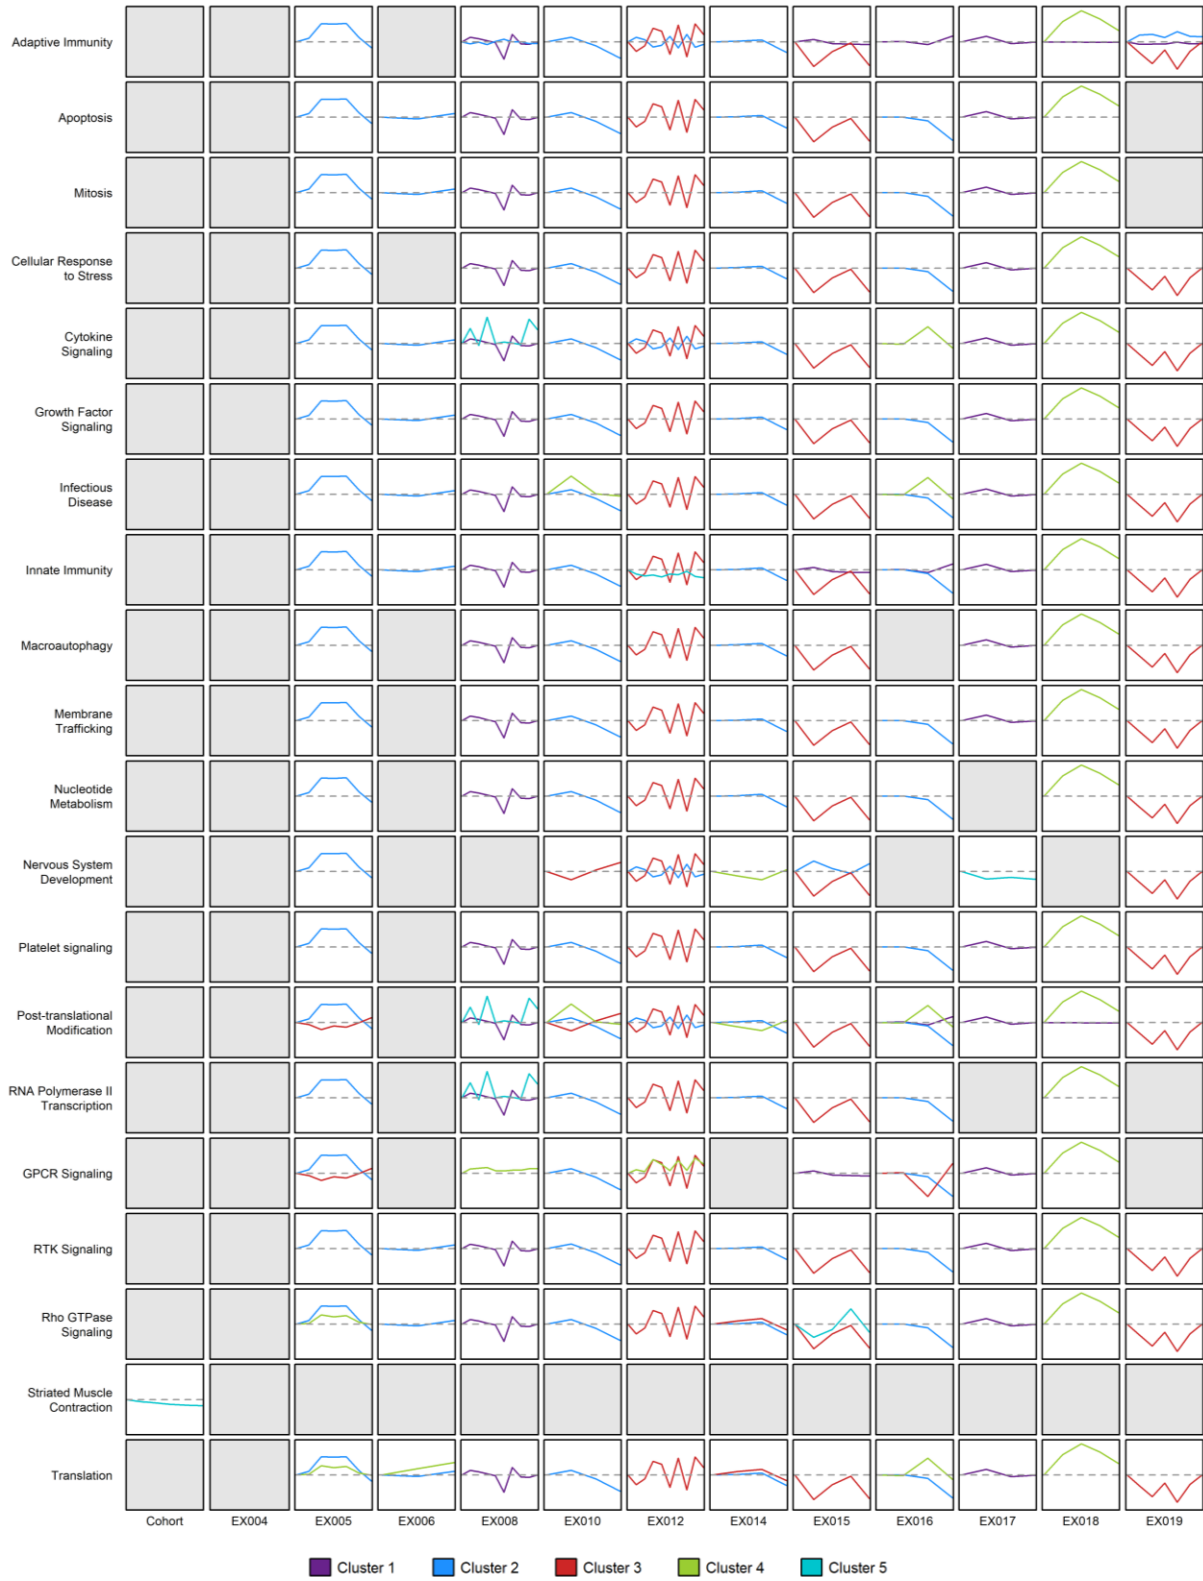 Adaptive Immunity
Apoptosis
Mitosis
Cellular Response
to Stress
Cytokine
Signaling
Growth Factor
Signaling
Infectious
Disease
Innate Immunity
Macroautophagy
Membrane
Trafficking
Nucleotide
Metabolism
Nervous System
Development
Platelet signaling
Post-translational
Modification
RNA Polymerase II
Transcription
GPCR Signaling
RTK Signaling
Rho GTPase
Signaling
Striated Muscle
Contraction
Translation
Cohort EX004 EX005 EX006 EX008 EX010 EX012 EX014 EX015 EX016 EX017 EX018 EX019
Cluster 1 Cluster 2 Cluster 3 Cluster 4 Cluster 5